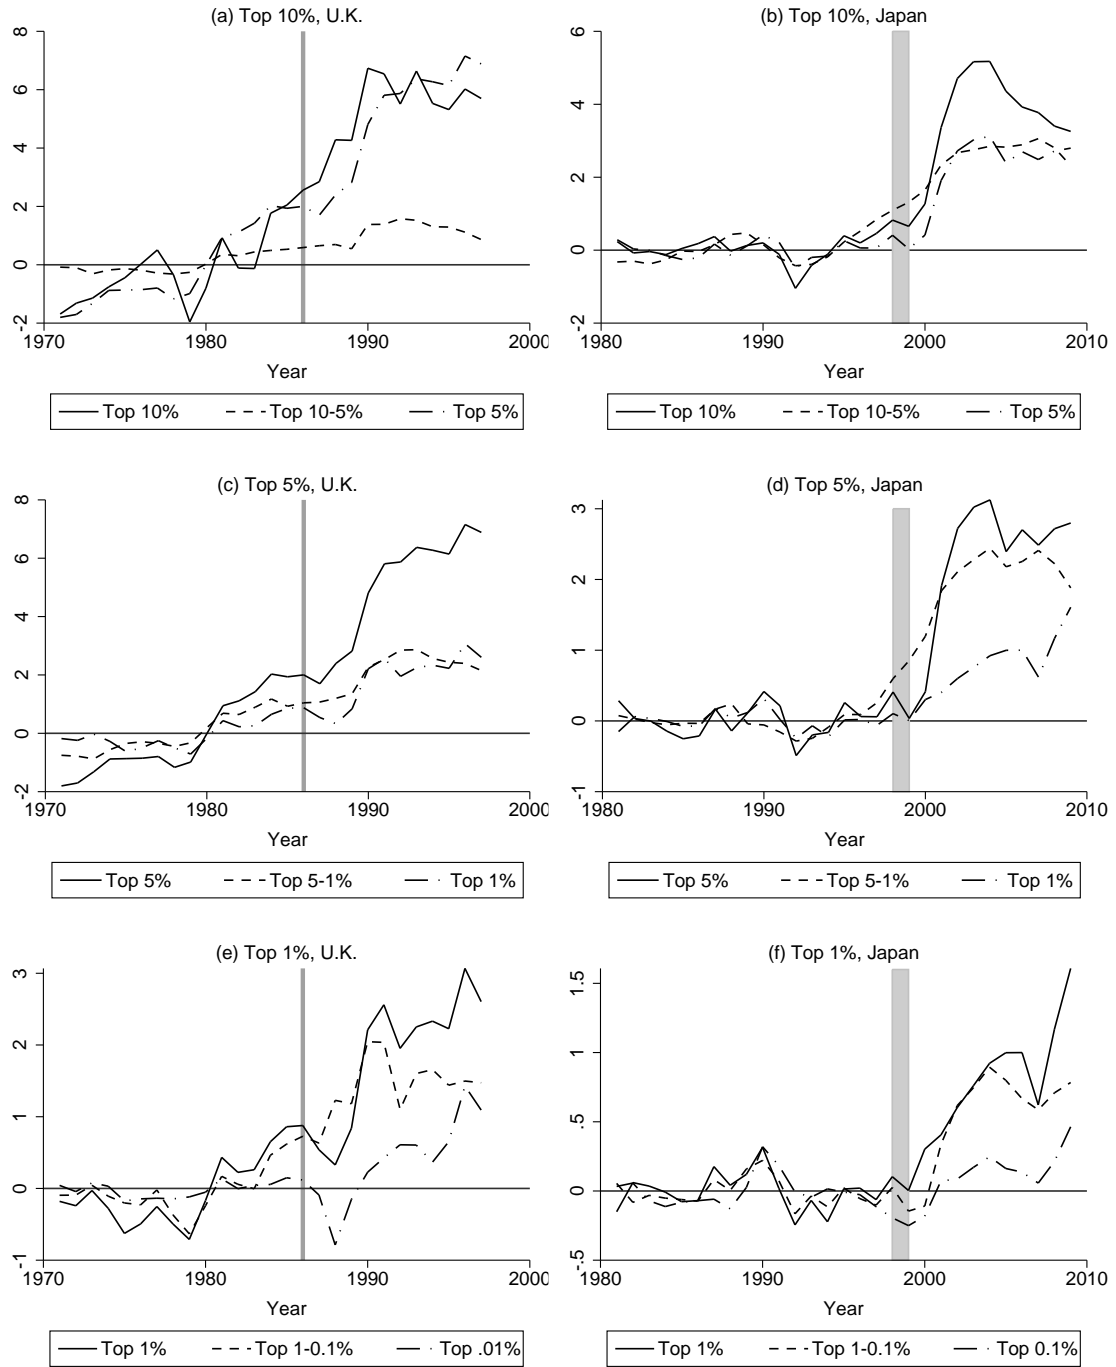 (a) Top 10%, U.K.
8
6
4
2
0
-2
1970 1980 1990 2000
Year
Top 10% Top 10-5% Top 5%
(b) Top 10%, Japan
6
4
2
0
-2
1980 1990 2000 2010
Year
Top 10% Top 10-5% Top 5%
(c) Top 5%, U.K.
8
6
4
2
0
-2
1970 1980 1990 2000
Year
Top 5% Top 5-1% Top 1%
(d) Top 5%, Japan
3
2
1
0
-1
1980 1990 2000 2010
Year
Top 5% Top 5-1% Top 1%
(e) Top 1%, U.K.
3
2
1
0
-1
1970 1980 1990 2000
Year
Top 1% Top 1-0.1% Top .01%
(f) Top 1%, Japan
1.5
1
.5
0
-.5
1980 1990 2000 2010
Year
Top 1% Top 1-0.1% Top 0.1%